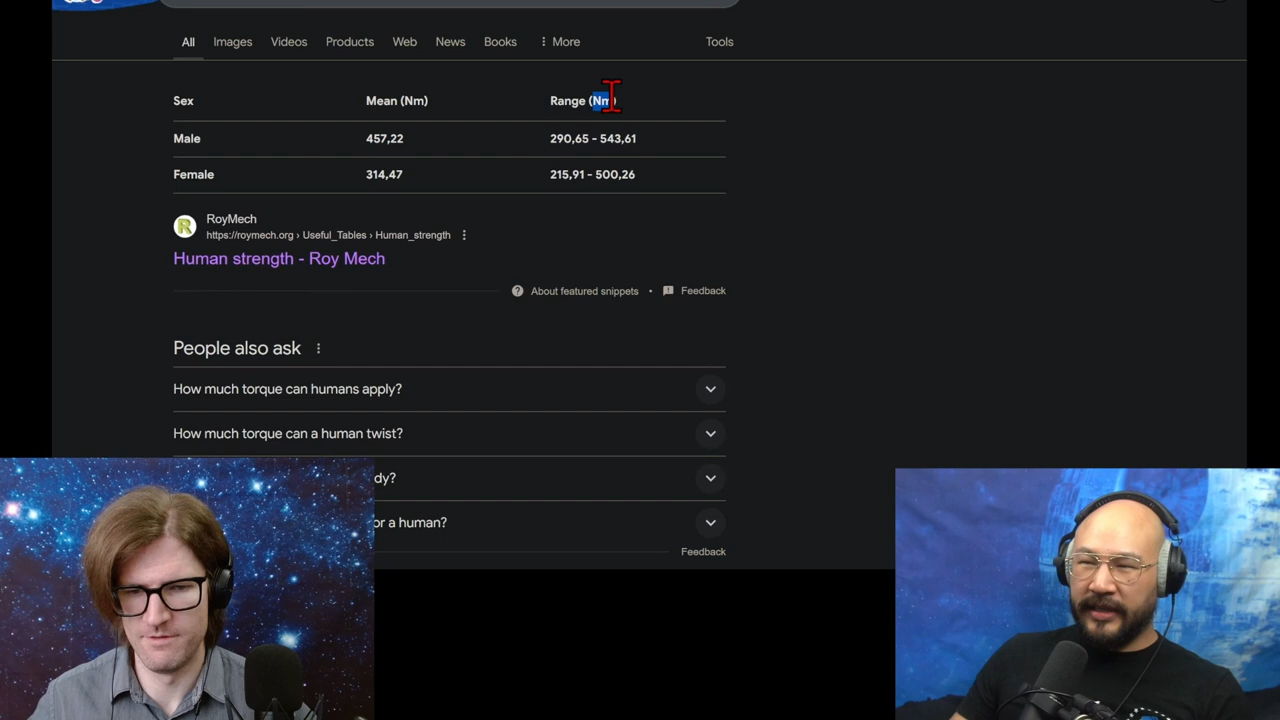 All Images Videos Products Web News Books More Tools
Sex Mean (Nm) Range (Nm)
Male 457,22 290,65 - 543,61
Female 314,47 215,91 - 500,26
RoyMech
https://roymech.org › Useful_Tables › Human_strength
Human strength - Roy Mech
About featured snippets • Feedback
People also ask
How much torque can humans apply?
How much torque can a human twist?
dy?
or a human?
Feedback